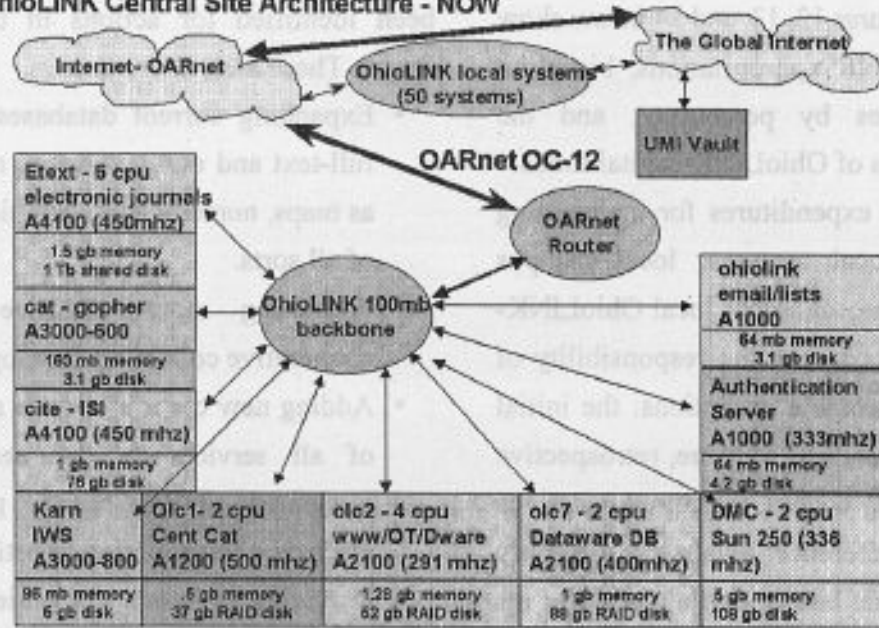 OhioLINK Central Site Architecture - NOW
Internet- OARnet
OhioLINK local systems
(50 systems)
The Global Internet
UMI Vault
OARnet OC-12
OARnet
Router
OhioLINK 100mb
backbone
Etext - 6 cpu
electronic journals
A4100 (450mhz)
1.5 gb memory
1 Tb shared disk
cat - gopher
A3000-600
160 mb memory
3.1 gb disk
cite - ISI
A4100 (450 mhz)
1 gb memory
76 gb disk
ohiolink
email/lists
A1000
64 mb memory
3.1 gb disk
Authentication
Server
A1000 (333mhz)
64 mb memory
4.2 gb disk
Karn
IWS
A3000-800
96 mb memory
6 gb disk
Olc1- 2 cpu
Cent Cat
A1200 (500 mhz)
.5 gb memory
37 gb RAID disk
olc2 - 4 cpu
www/OT/Dware
A2100 (291 mhz)
1.28 gb memory
62 gb RAID disk
olc7 - 2 cpu
Dataware DB
A2100 (400mhz)
1 gb memory
88 gb RAID disk
DMC - 2 cpu
Sun 250 (336
mhz)
.5 gb memory
108 gb disk